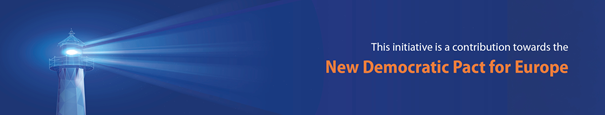 This initiative is a contribution towards the
New Democratic Pact for Europe